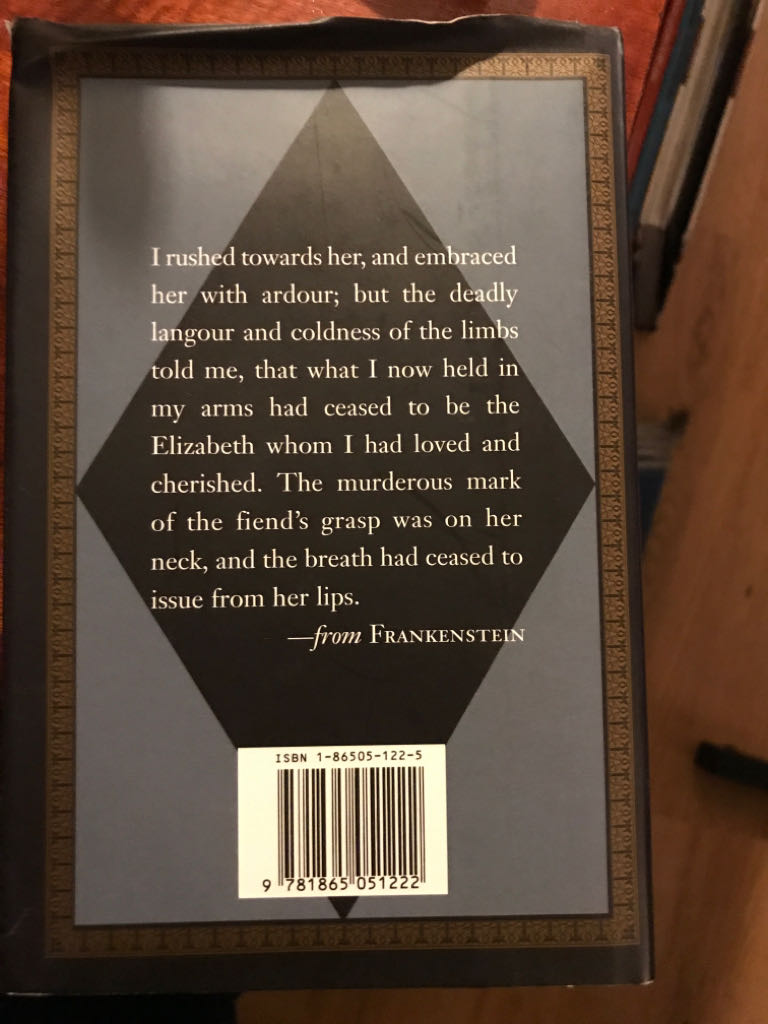 I rushed towards her, and embraced
her with ardour; but the deadly
langour and coldness of the limbs
told me, that what I now held in
my arms had ceased to be the
Elizabeth whom I had loved and
cherished. The murderous mark
of the fiend's grasp was on her
neck, and the breath had ceased to
issue from her lips.
—from FRANKENSTEIN
ISBN 1-86505-122-5
9 781865 051222